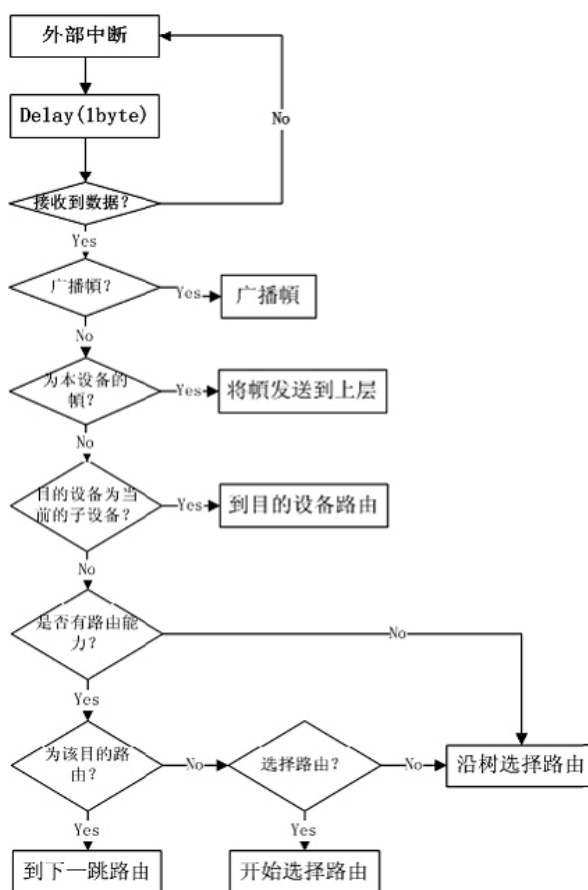 外部中断
Delay(1byte)
No
接收到数据?
Yes
广播幀?
Yes
广播幀
No
为本设备的
幀?
Yes
将幀发送到上层
No
目的设备为当
前的子设备?
Yes
到目的设备路由
No
是否有路由能
力?
No
Yes
为该目的路
由?
No
选择路由?
No
沿树选择路由
Yes
Yes
到下一跳路由
开始选择路由